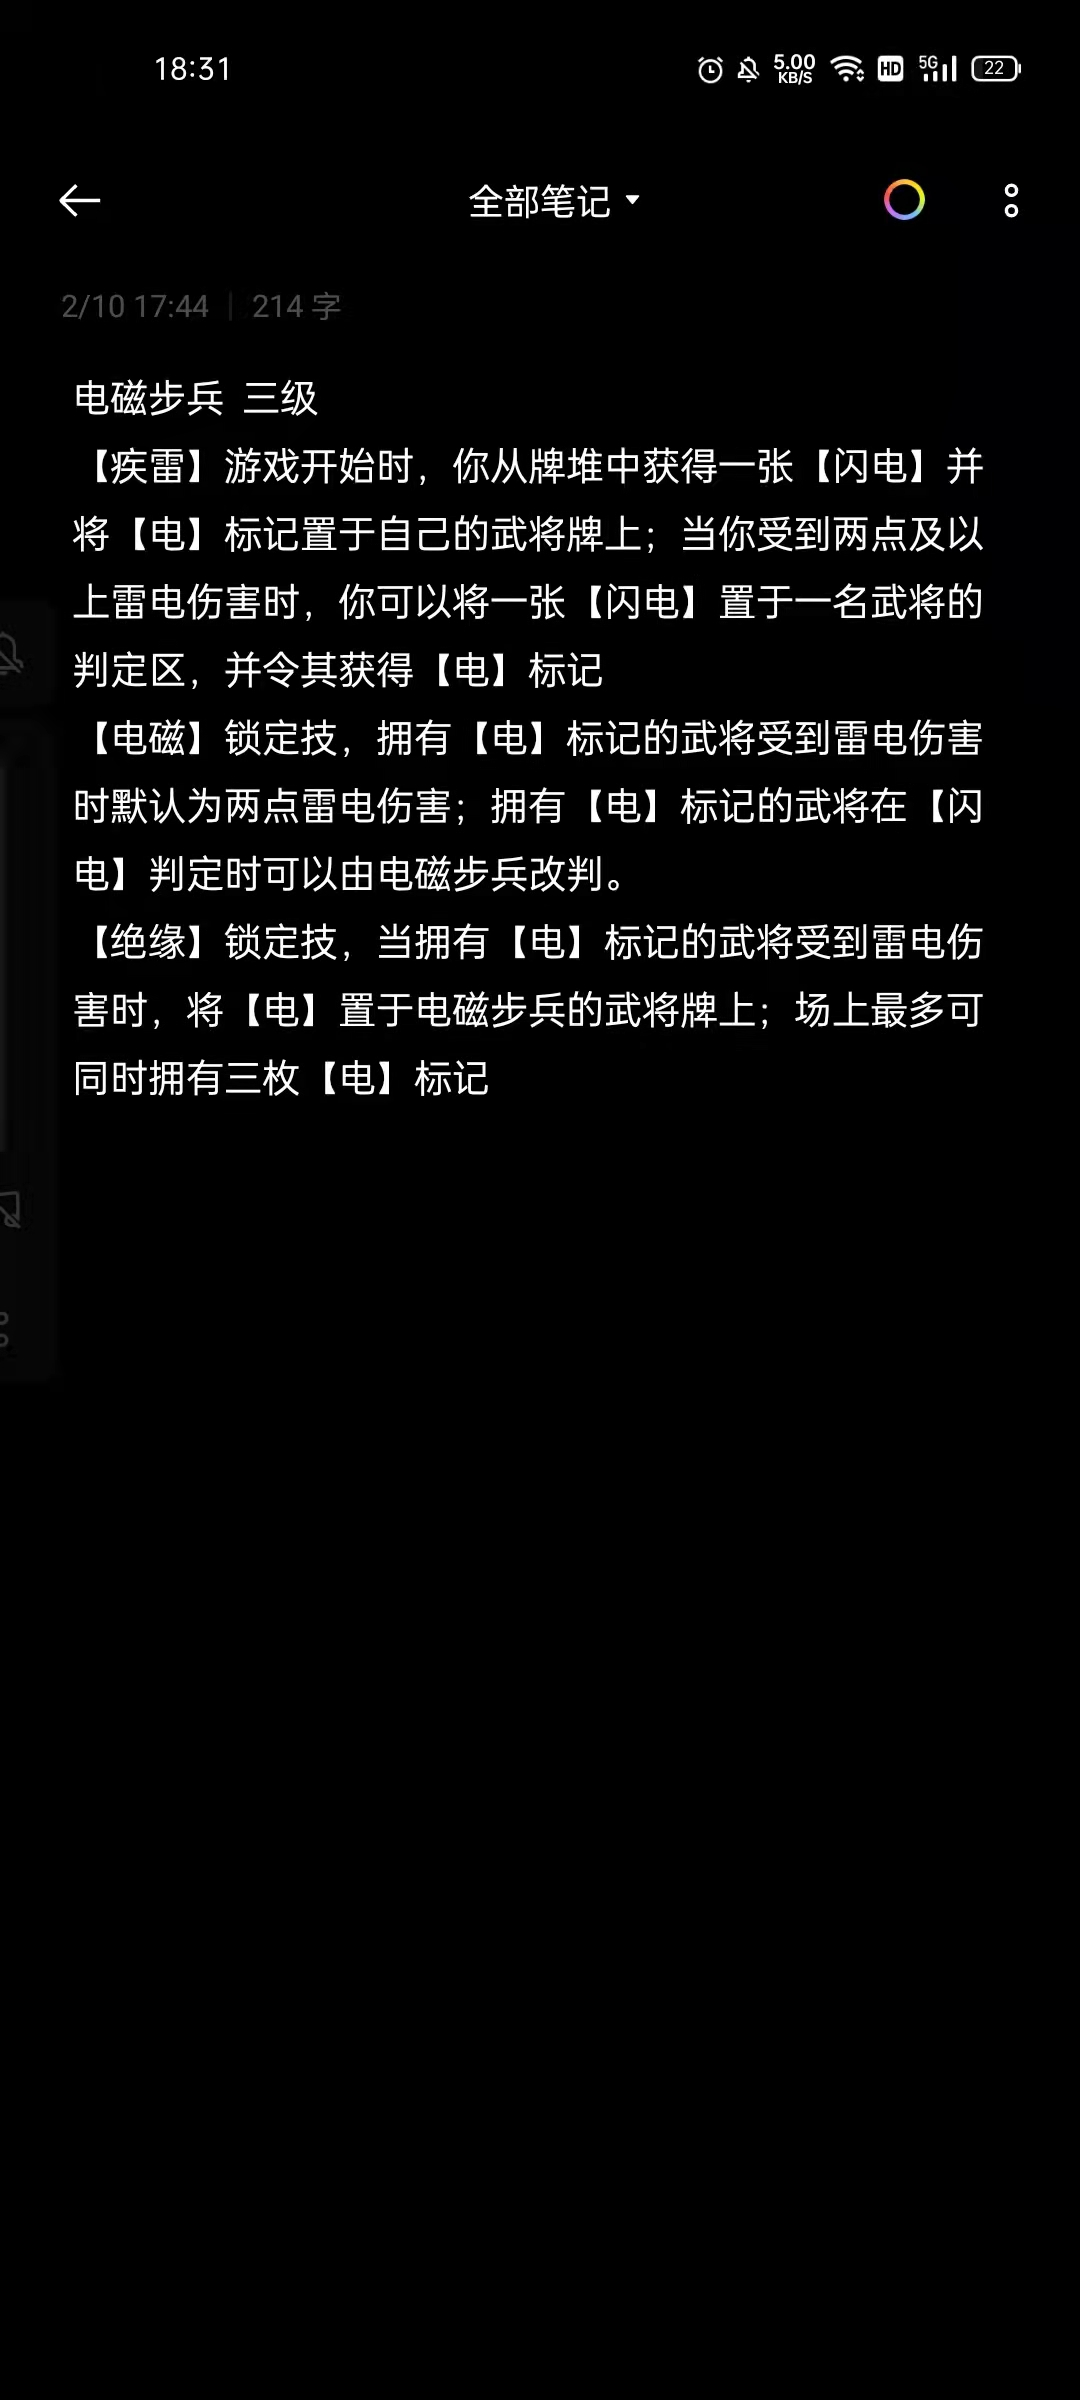 18:31
5.00 KB/S HD 5G 22
全部笔记
2/10 17:44 | 214 字
电磁步兵 三级
【疾雷】游戏开始时，你从牌堆中获得一张【闪电】并
将【电】标记置于自己的武将牌上；当你受到两点及以
上雷电伤害时，你可以将一张【闪电】置于一名武将的
判定区，并令其获得【电】标记
【电磁】锁定技，拥有【电】标记的武将受到雷电伤害
时默认为两点雷电伤害；拥有【电】标记的武将在【闪
电】判定时可以由电磁步兵改判。
【绝缘】锁定技，当拥有【电】标记的武将受到雷电伤
害时，将【电】置于电磁步兵的武将牌上；场上最多可
同时拥有三枚【电】标记